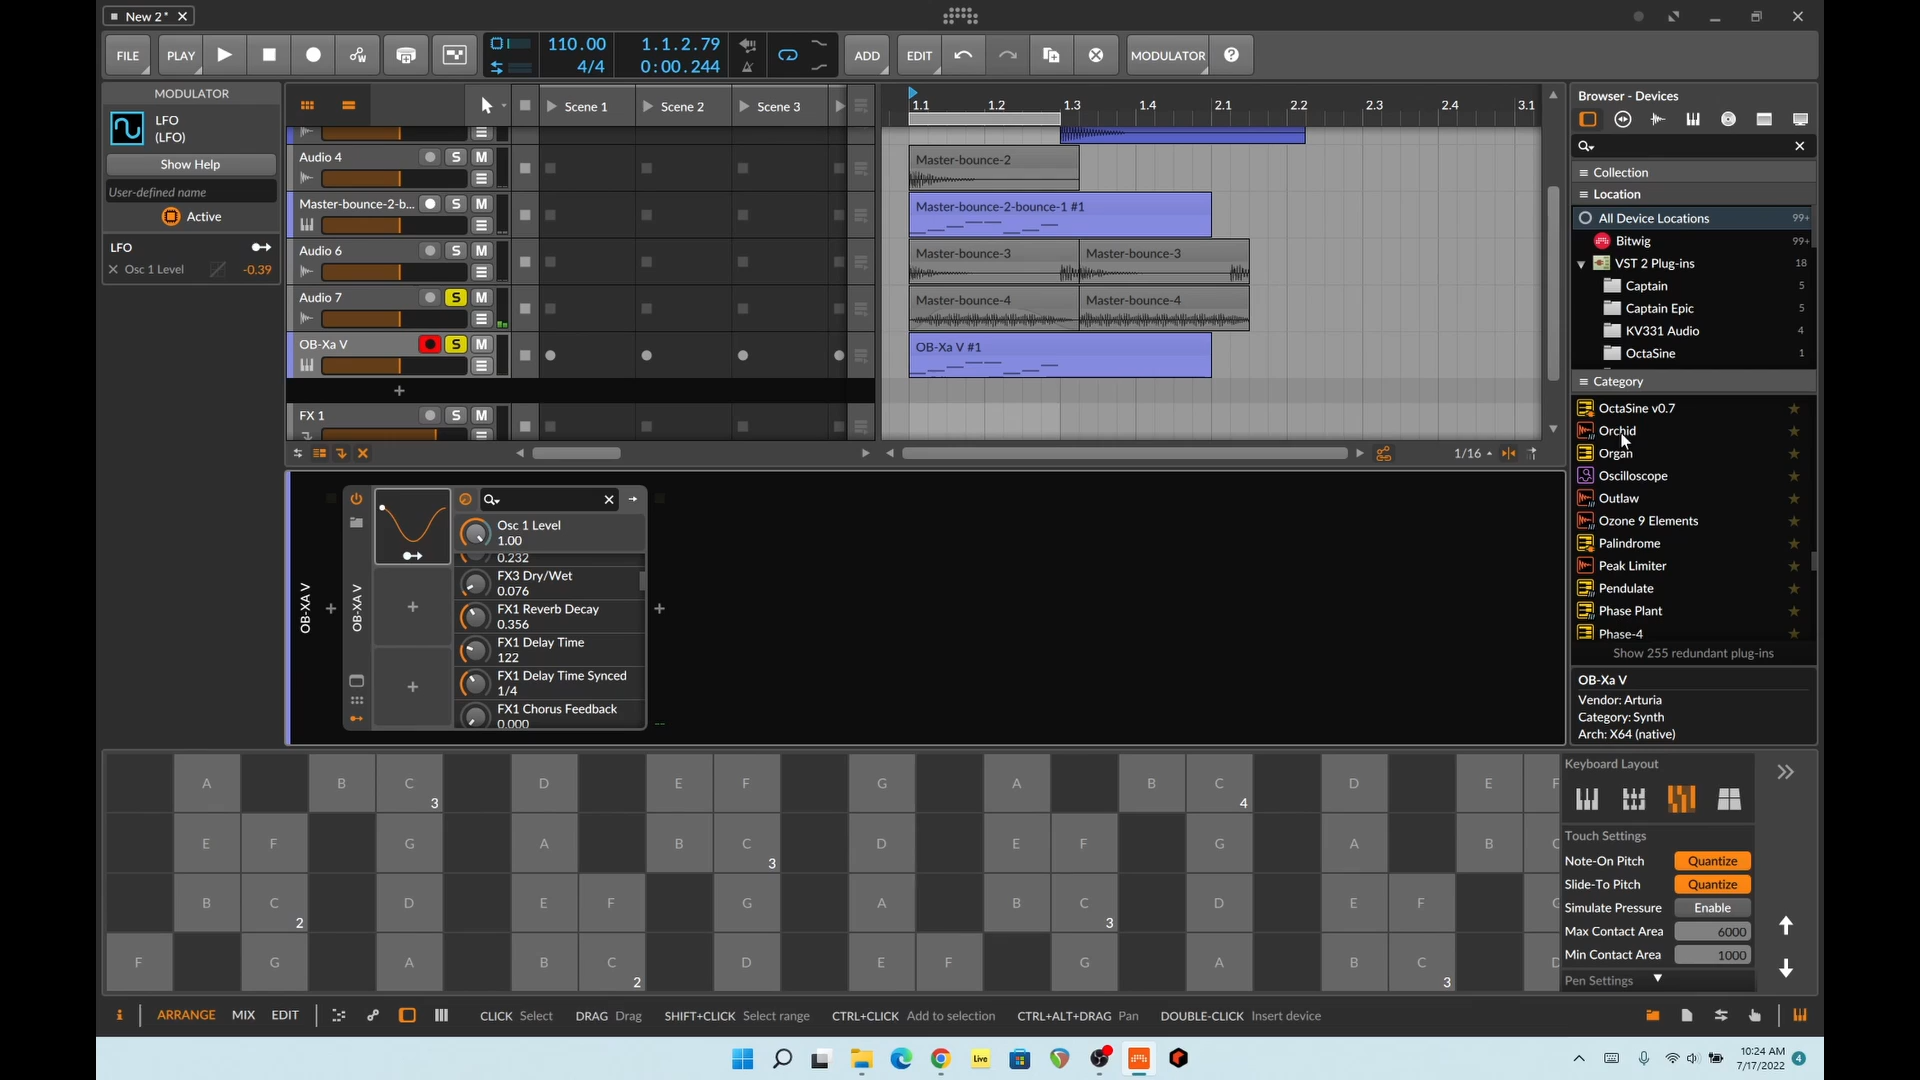 New 2*
FILE
PLAY
110.00
4/4
1.1.2.79
0:00.244
ADD
EDIT
MODULATOR
?
MODULATOR
LFO
(LFO)
Show Help
User-defined name
Active
LFO
Osc 1 Level
-0.39
Scene 1
Scene 2
Scene 3
Audio 4
S
M
Master-bounce-2-b...
S
M
Audio 6
S
M
Audio 7
S
M
OB-Xa V
S
M
+
FX 1
S
M
1.1
1.2
1.3
1.4
2.1
2.2
2.3
2.4
3.1
Master-bounce-2
Master-bounce-2-bounce-1 #1
Master-bounce-3
Master-bounce-3
Master-bounce-4
Master-bounce-4
OB-Xa V #1
1/16
Browser - Devices
Collection
Location
All Device Locations
99+
Bitwig
99+
VST 2 Plug-ins
18
Captain
5
Captain Epic
5
KV331 Audio
4
OctaSine
1
Category
OctaSine v0.7
Orchid
Organ
Oscilloscope
Outlaw
Ozone 9 Elements
Palindrome
Peak Limiter
Pendulate
Phase Plant
Phase-4
Show 255 redundant plug-ins
OB-Xa V
Vendor: Arturia
Category: Synth
Arch: X64 (native)
OB-XA V
OB-XA V
Osc 1 Level
1.00
0.232
FX3 Dry/Wet
0.076
FX1 Reverb Decay
0.356
FX1 Delay Time
122
FX1 Delay Time Synced
1/4
FX1 Chorus Feedback
0.000
A B C 3 D E F G A B C 4 D E F
E F G A B C 3 D E F G A B C
B C 2 D E F G A B C 3 D E F G
F G A B C 2 D E F G A B C 3 D
Keyboard Layout
Touch Settings
Note-On Pitch
Quantize
Slide-To Pitch
Quantize
Simulate Pressure
Enable
Max Contact Area
6000
Min Contact Area
1000
Pen Settings
i
ARRANGE
MIX
EDIT
CLICK Select
DRAG Drag
SHIFT+CLICK Select range
CTRL+CLICK Add to selection
CTRL+ALT+DRAG Pan
DOUBLE-CLICK Insert device
Live
10:24 AM
7/17/2022
4